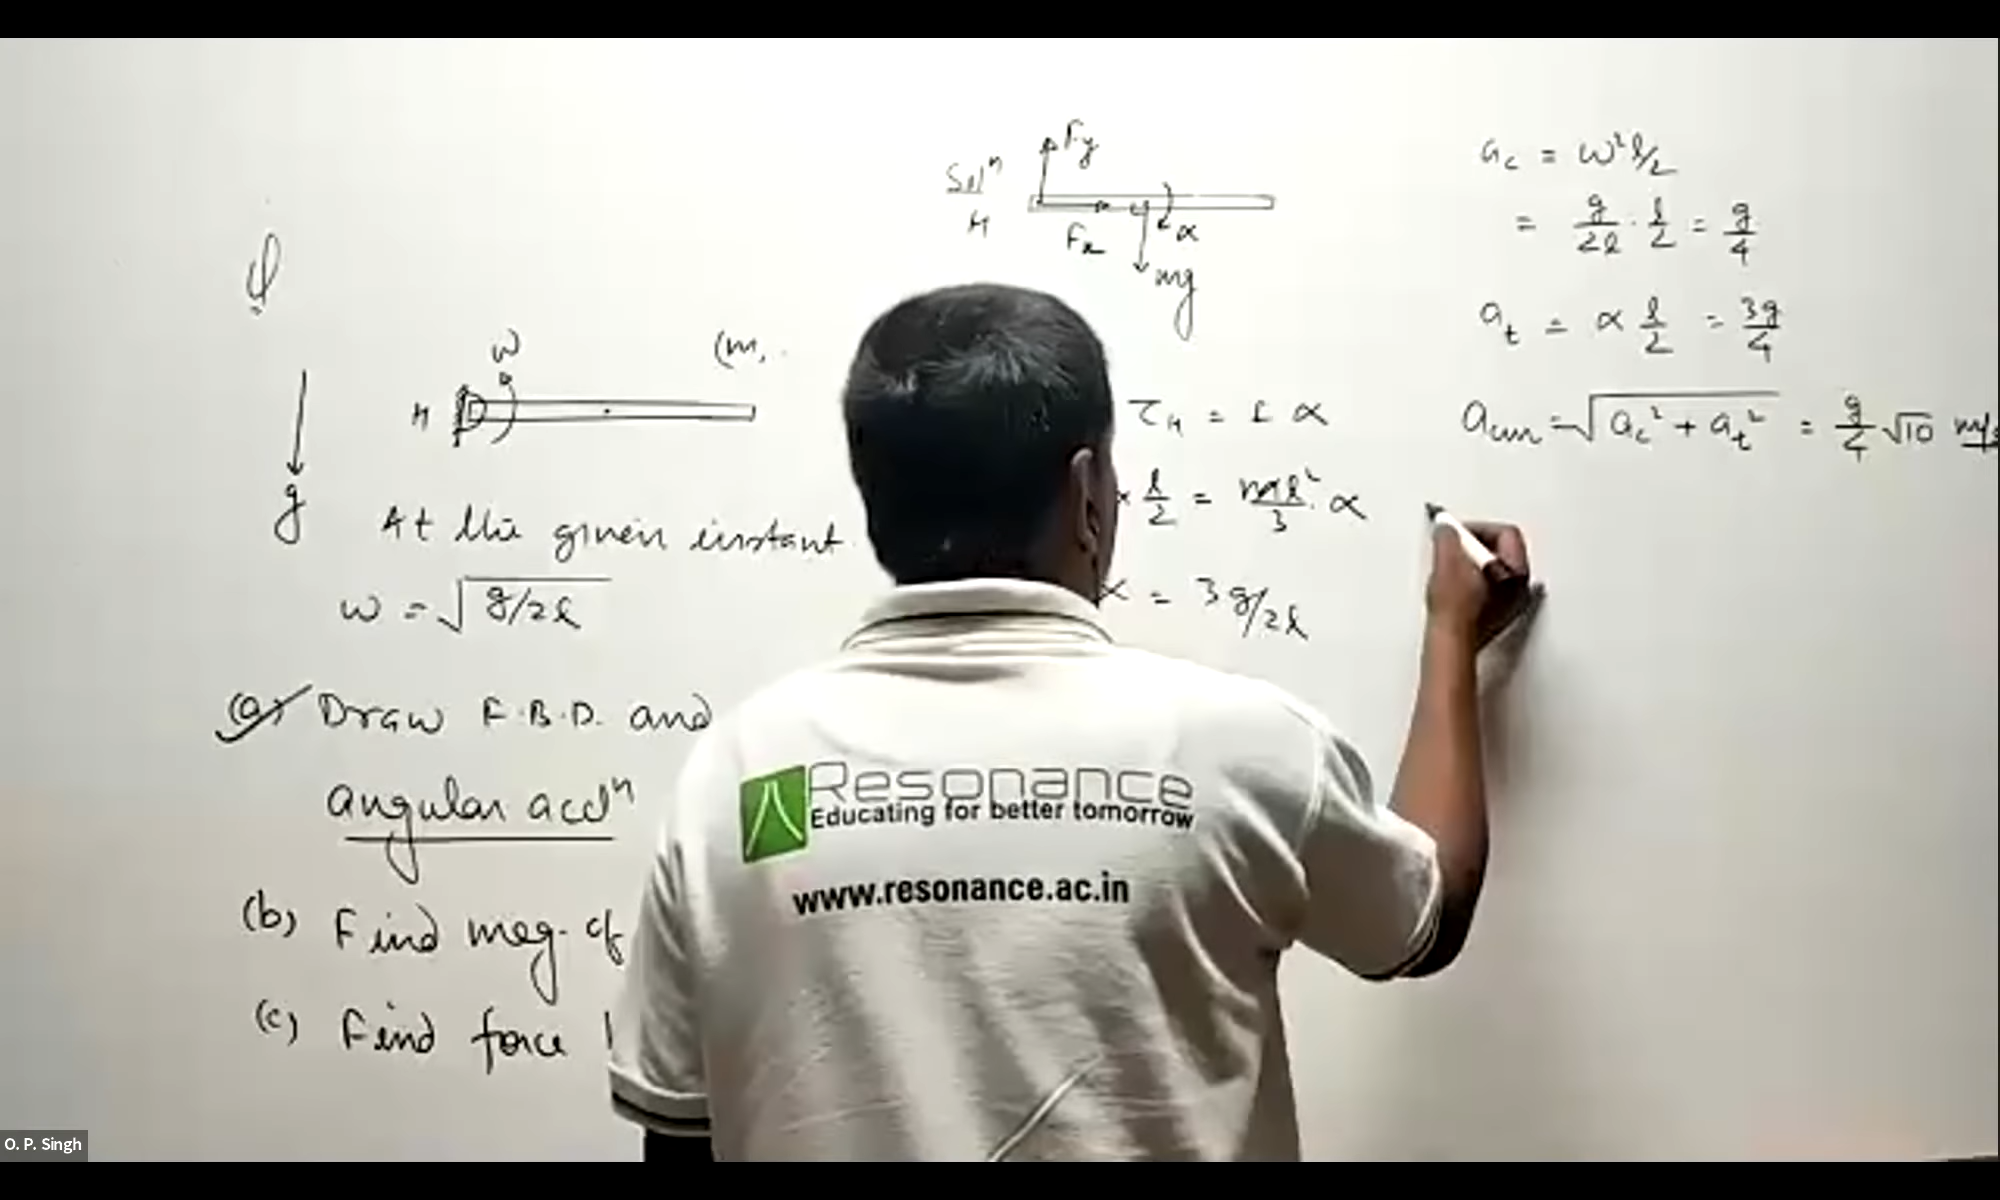 Q.
ω
(m,
H
g
At the given instant
ω = √g/2l
(a) Draw F.B.D. and
angular accln
(b) Find mag. of
(c) Find force
Soln
Fy
H
Fx
α
mg
τH = I α
× l/2 = ml²/3 . α
α = 3g/2l
ac = ω²l/2
= g/2l . l/2 = g/4
at = α l/2 = 3g/4
acm = √ac² + at² = g/4 √10 m/s
Resonance
Educating for better tomorrow
www.resonance.ac.in
O. P. Singh